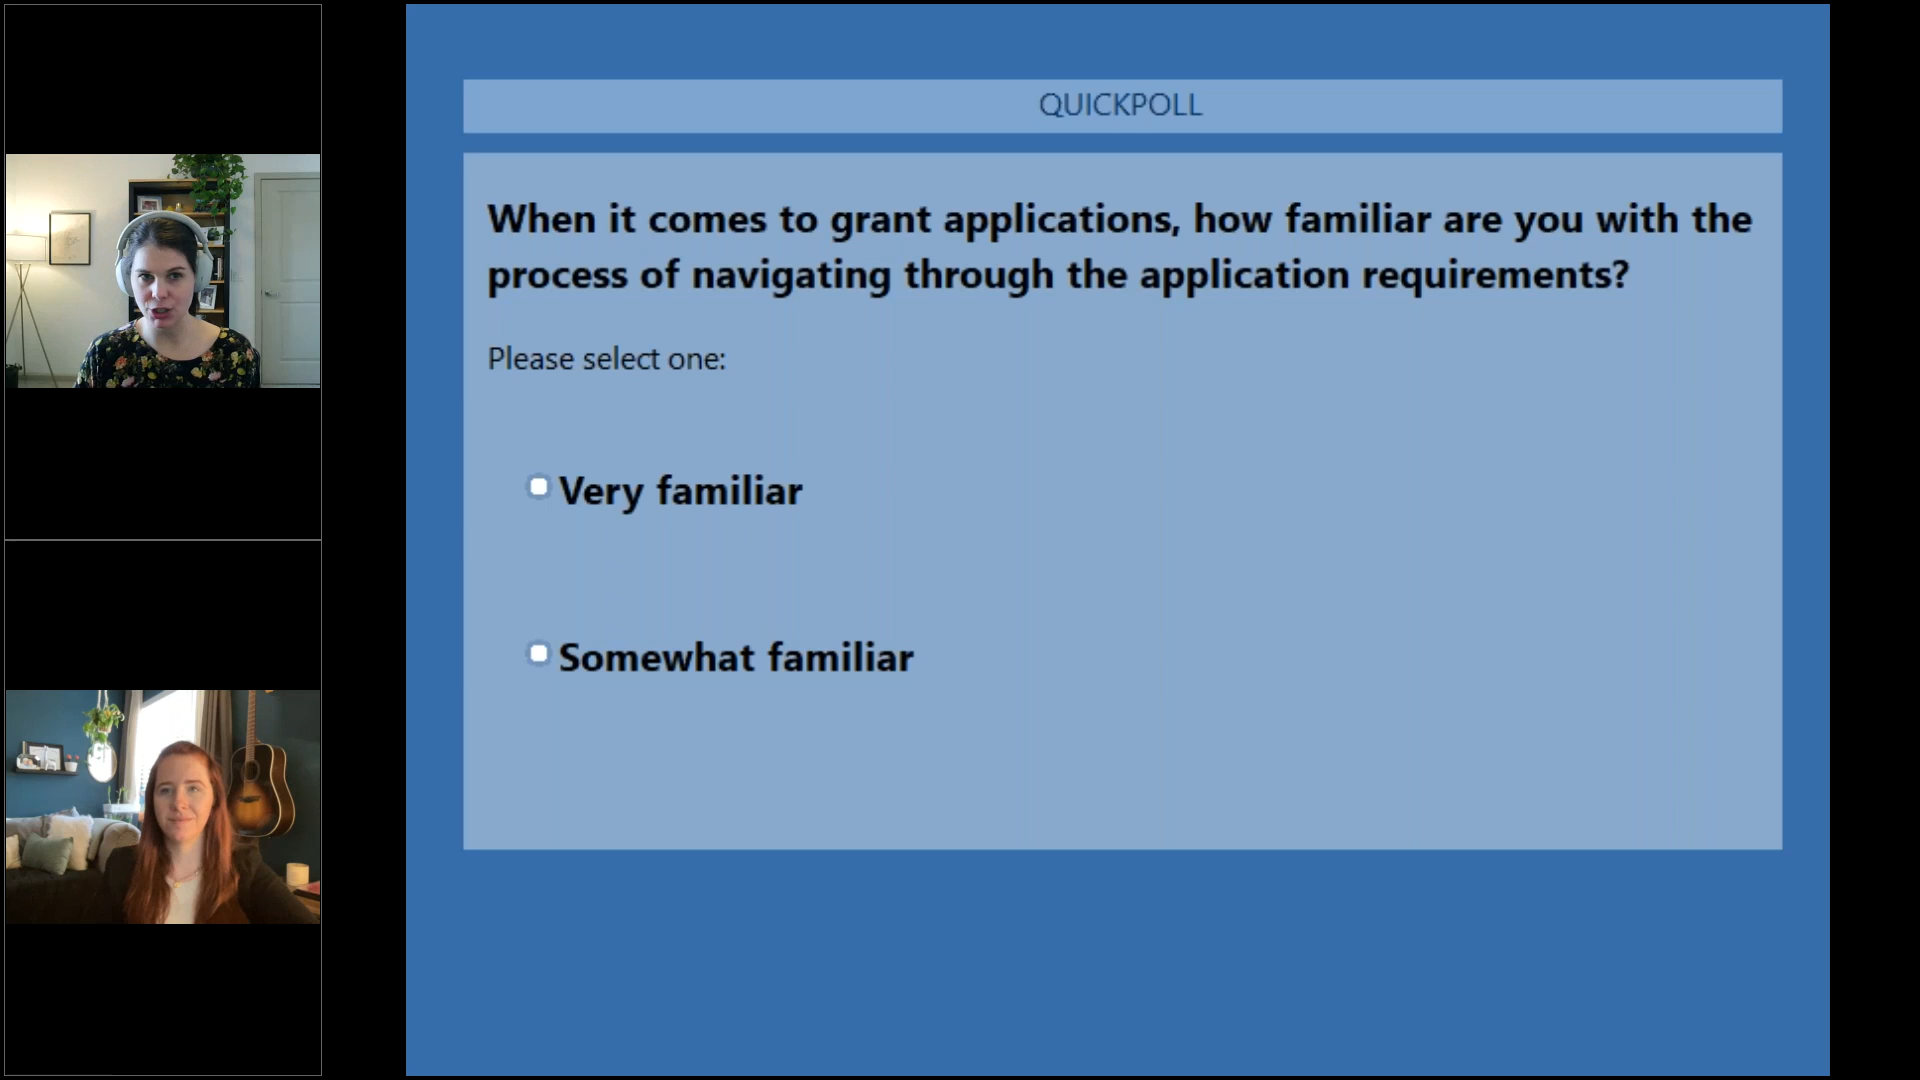 QUICKPOLL
When it comes to grant applications, how familiar are you with the
process of navigating through the application requirements?
Please select one:
Very familiar
Somewhat familiar